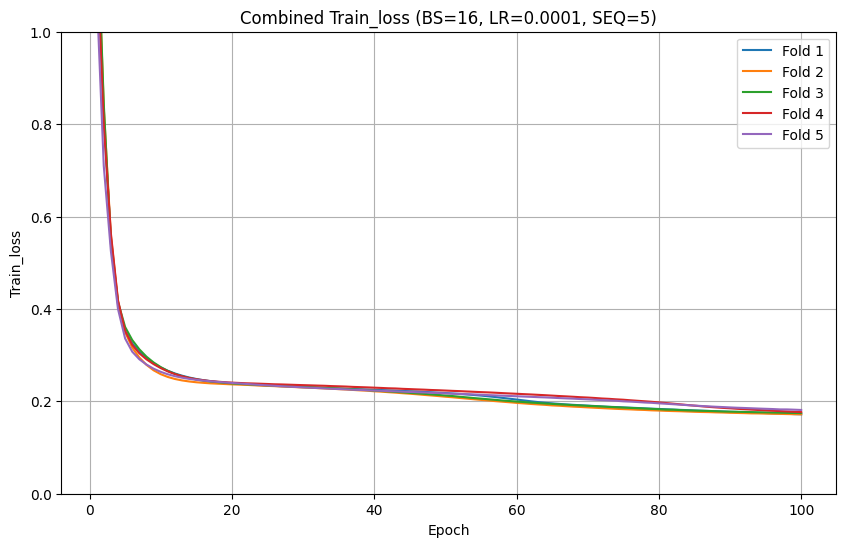 Combined Train_loss (BS=16, LR=0.0001, SEQ=5)
1.0
0.8
0.6
0.4
0.2
0.0
Train_loss
Fold 1
Fold 2
Fold 3
Fold 4
Fold 5
0 20 40 60 80 100
Epoch